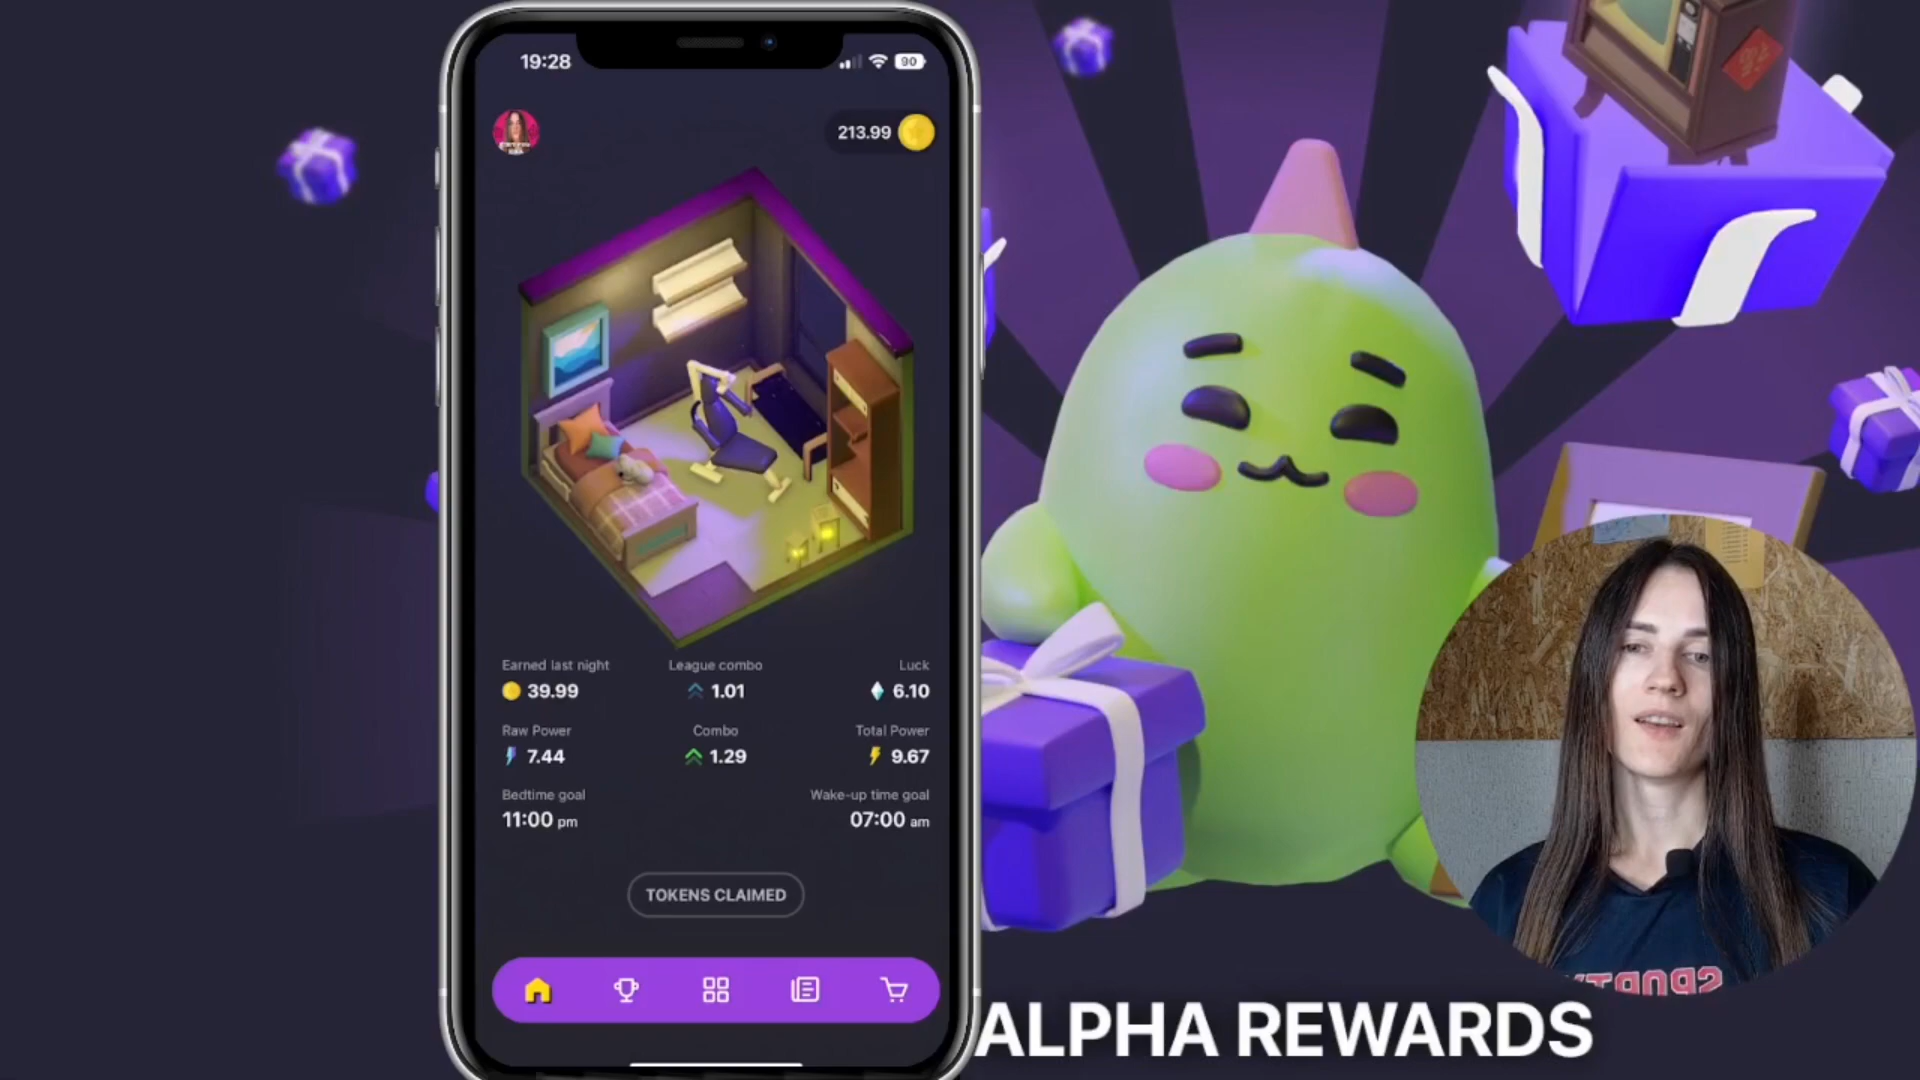 19:28
90
213.99
Earned last night
League combo
Luck
39.99
1.01
6.10
Raw Power
Combo
Total Power
7.44
1.29
9.67
Bedtime goal
Wake-up time goal
11:00 pm
07:00 am
TOKENS CLAIMED
ALPHA REWARDS